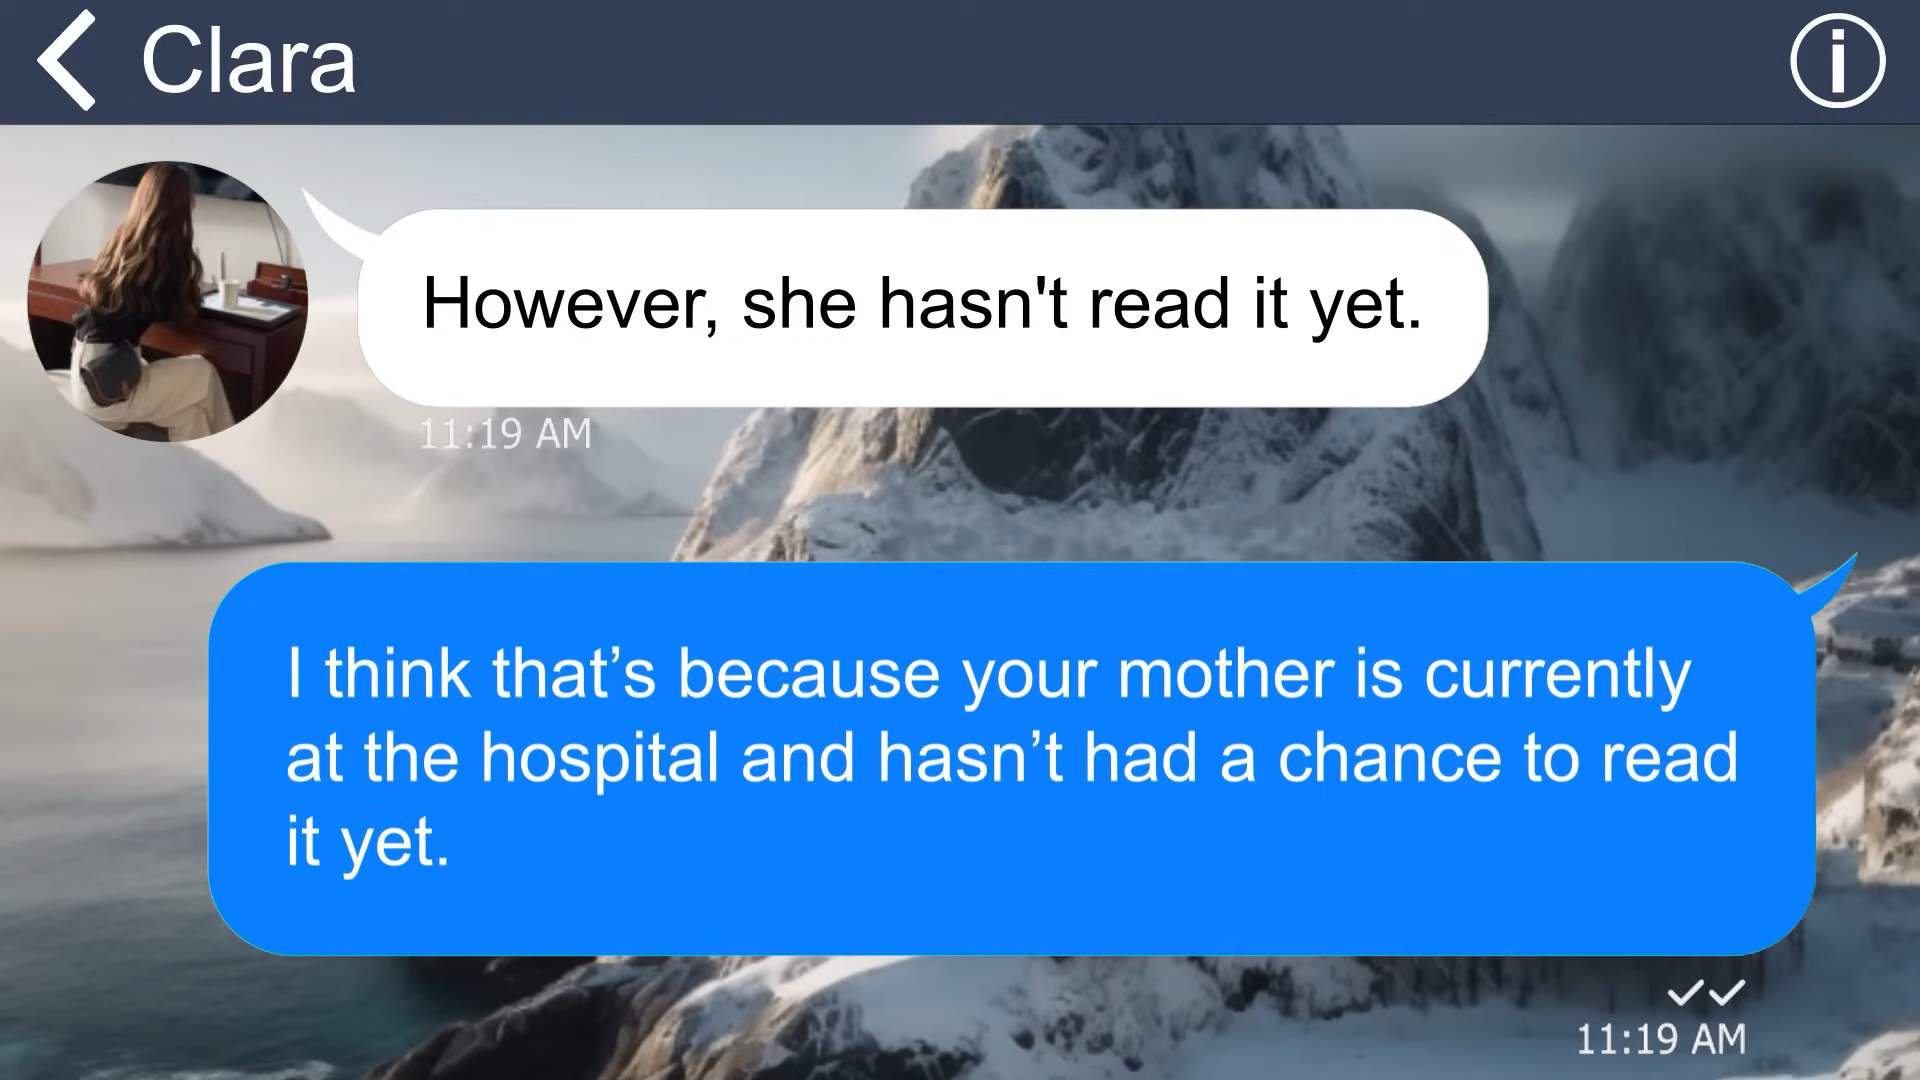 Clara
However, she hasn't read it yet.
11:19 AM
I think that’s because your mother is currently
at the hospital and hasn’t had a chance to read
it yet.
11:19 AM